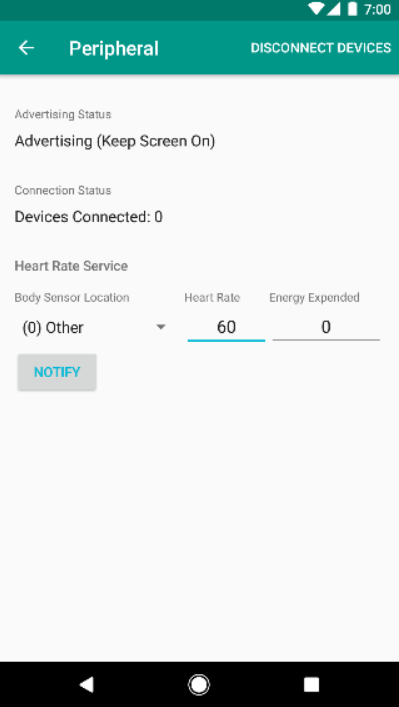 7:00
Peripheral DISCONNECT DEVICES
Advertising Status
Advertising (Keep Screen On)
Connection Status
Devices Connected: 0
Heart Rate Service
Body Sensor Location Heart Rate Energy Expended
(0) Other 60 0
NOTIFY